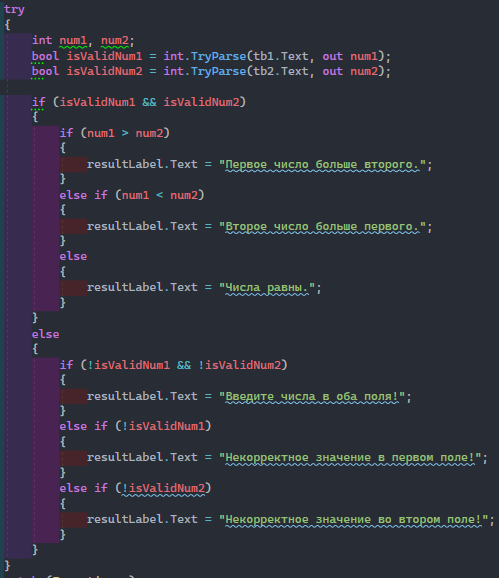 try
{
    int num1, num2;
    bool isValidNum1 = int.TryParse(tb1.Text, out num1);
    bool isValidNum2 = int.TryParse(tb2.Text, out num2);

    if (isValidNum1 && isValidNum2)
    {
        if (num1 > num2)
        {
            resultLabel.Text = "Первое число больше второго.";
        }
        else if (num1 < num2)
        {
            resultLabel.Text = "Второе число больше первого.";
        }
        else
        {
            resultLabel.Text = "Числа равны.";
        }
    }
    else
    {
        if (!isValidNum1 && !isValidNum2)
        {
            resultLabel.Text = "Введите числа в оба поля!";
        }
        else if (!isValidNum1)
        {
            resultLabel.Text = "Некорректное значение в первом поле!";
        }
        else if (!isValidNum2)
        {
            resultLabel.Text = "Некорректное значение во втором поле!";
        }
    }
}